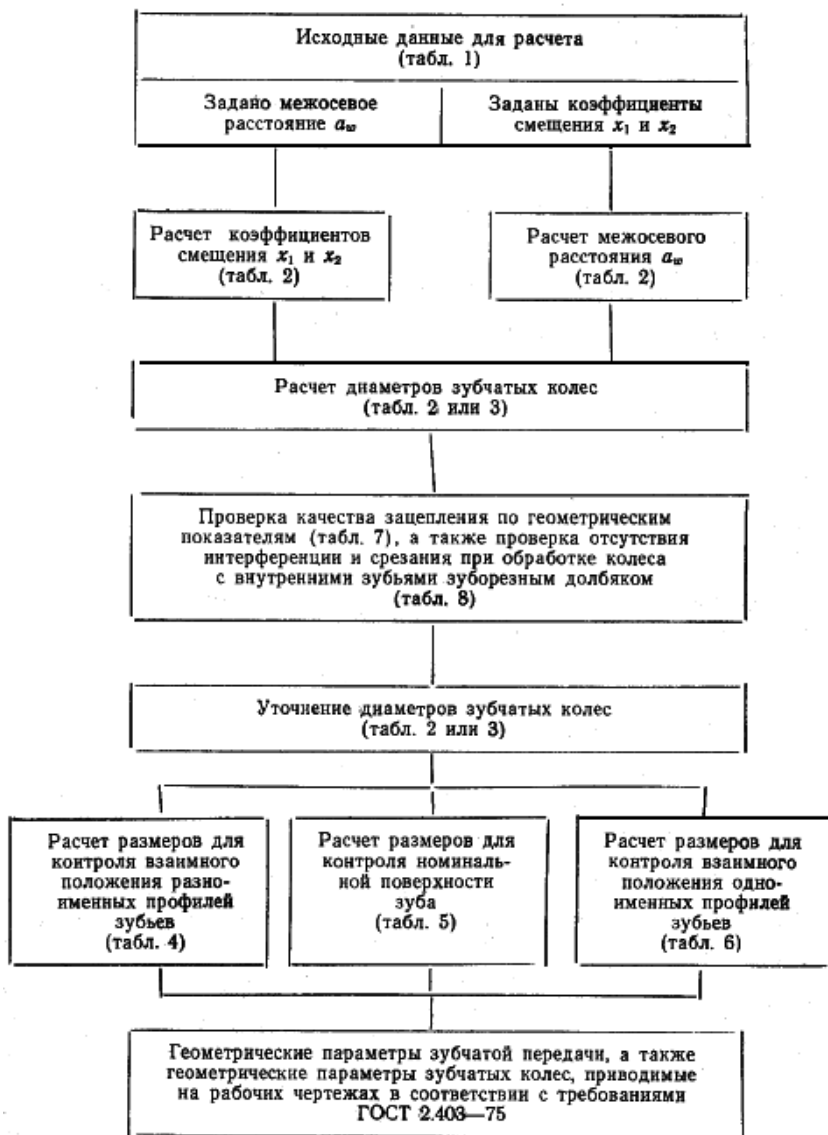 Исходные данные для расчета
(табл. 1)
Задано межосевое
расстояние a_w
Заданы коэффициенты
смещения x₁ и x₂
Расчет коэффициентов
смещения x₁ и x₂
(табл. 2)
Расчет межосевого
расстояния a_w
(табл. 2)
Расчет диаметров зубчатых колес
(табл. 2 или 3)
Проверка качества зацепления по геометрическим
показателям (табл. 7), а также проверка отсутствия
интерференции и срезания при обработке колеса
с внутренними зубьями зуборезным долбяком
(табл. 8)
Уточнение диаметров зубчатых колес
(табл. 2 или 3)
Расчет размеров для
контроля взаимного
положения разно-
именных профилей
зубьев
(табл. 4)
Расчет размеров для
контроля номиналь-
ной поверхности
зуба
(табл. 5)
Расчет размеров для
контроля взаимного
положения одно-
именных профилей
зубьев
(табл. 6)
Геометрические параметры зубчатой передачи, а также
геометрические параметры зубчатых колес, приводимые
на рабочих чертежах в соответствии с требованиями
ГОСТ 2.403—75